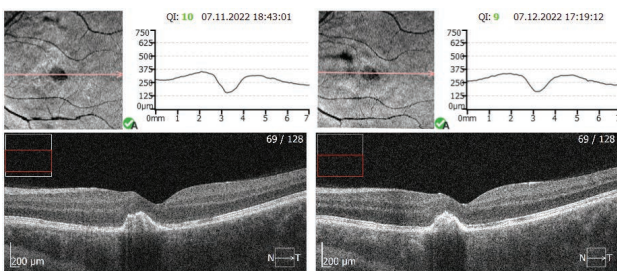 QI: 10 07.11.2022 18:43:01
750
625
500
375
250
125
0µm
0mm 1 2 3 4 5 6 7
A
69 / 128
200 µm
N T
QI: 9 07.12.2022 17:19:12
750
625
500
375
250
125
0µm
0mm 1 2 3 4 5 6 7mm
A
69 / 128
200 µm
N T